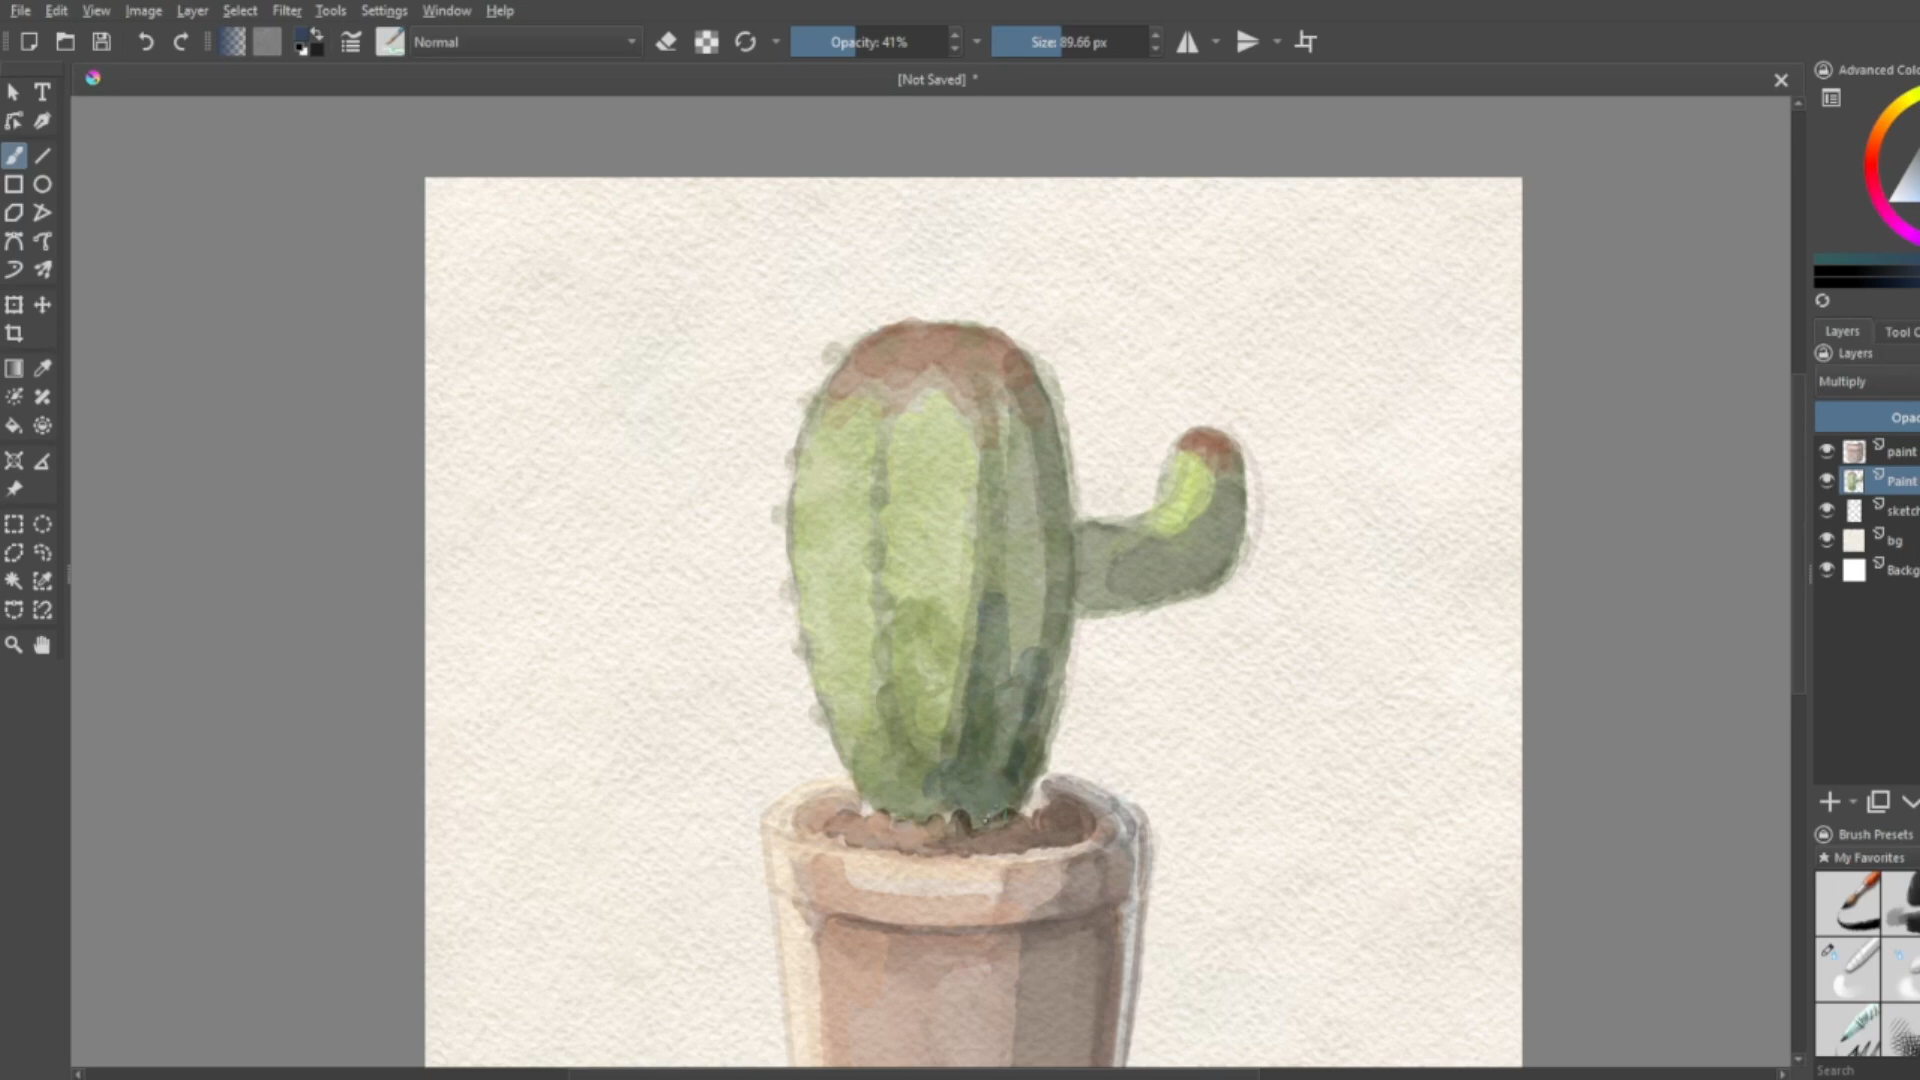 File Edit View Image Layer Select Filter Tools Settings Window Help
Normal Opacity: 41% Size: 89.66 px
[Not Saved] *
Advanced Colo
Layers Tool O
Layers
Multiply
Opac
paint
Paint
sketch
bg
Backg
Brush Presets
★ My Favorites
Search